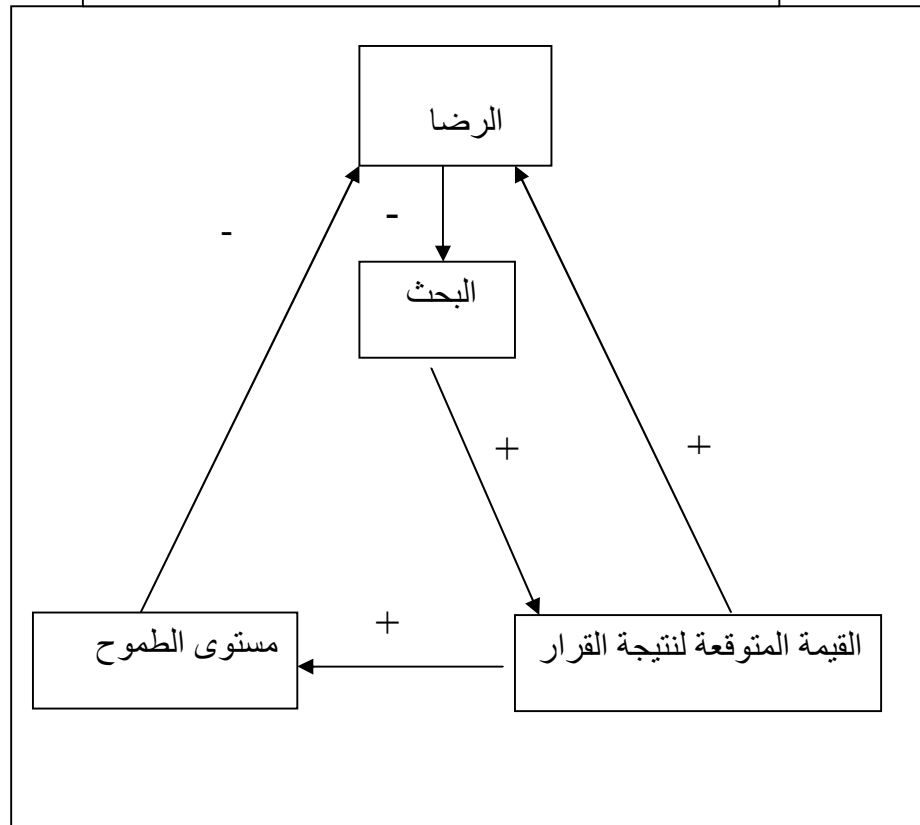 الرضا
-
-
البحث
+
+
+
مستوى الطموح
القيمة المتوقعة لنتيجة القرار